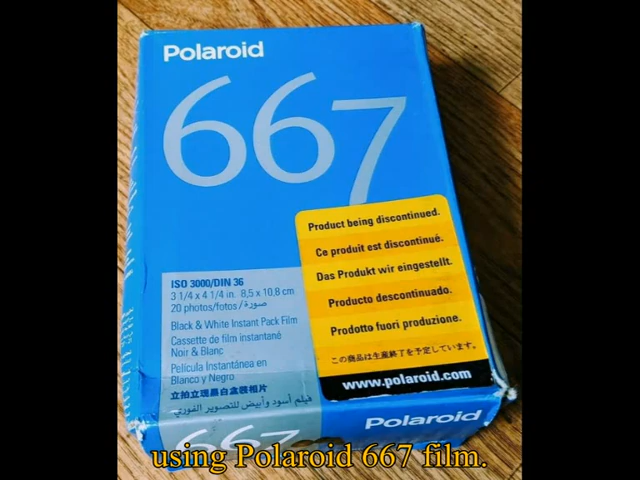 Polaroid
667
Product being discontinued.
Ce produit est discontinué.
Das Produkt wir eingestellt.
Producto descontinuado.
Prodotto fuori produzione.
この商品は生産終了を予定しています。
www.polaroid.com
ISO 3000/DIN 36
3 1/4 x 4 1/4 in. 8,5 x 10,8 cm
20 photos/fotos/صورة
Black & White Instant Pack Film
Cassette de film instantané
Noir & Blanc
Película Instantánea en
Blanco y Negro
立拍立现黑白盒装相片
فيلم أسود وأبيض للتصوير الفوري
667
Polaroid
using Polaroid 667 film.